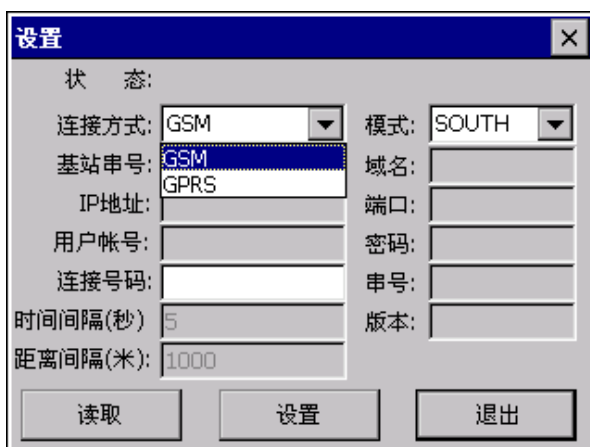 设置
状 态:
连接方式: GSM 模式: SOUTH
基站串号: GSM 域名:
GPRS
IP地址: 端口:
用户帐号: 密码:
连接号码: 串号:
时间间隔(秒) 5 版本:
距离间隔(米): 1000
读取 设置 退出